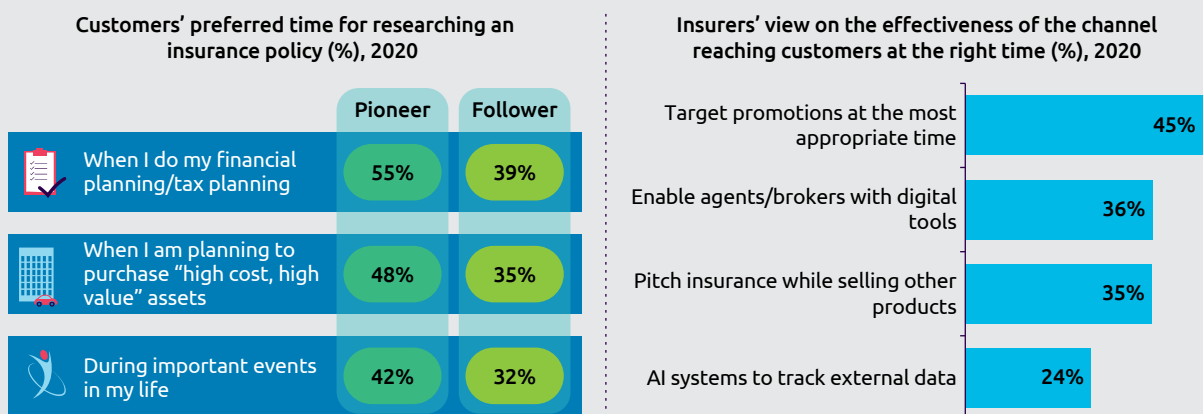 Customers’ preferred time for researching an
insurance policy (%), 2020
Pioneer
Follower
When I do my financial
planning/tax planning
55%
39%
When I am planning to
purchase “high cost, high
value” assets
48%
35%
During important events
in my life
42%
32%
Insurers’ view on the effectiveness of the channel
reaching customers at the right time (%), 2020
Target promotions at the most
appropriate time
45%
Enable agents/brokers with digital
tools
36%
Pitch insurance while selling other
products
35%
AI systems to track external data
24%